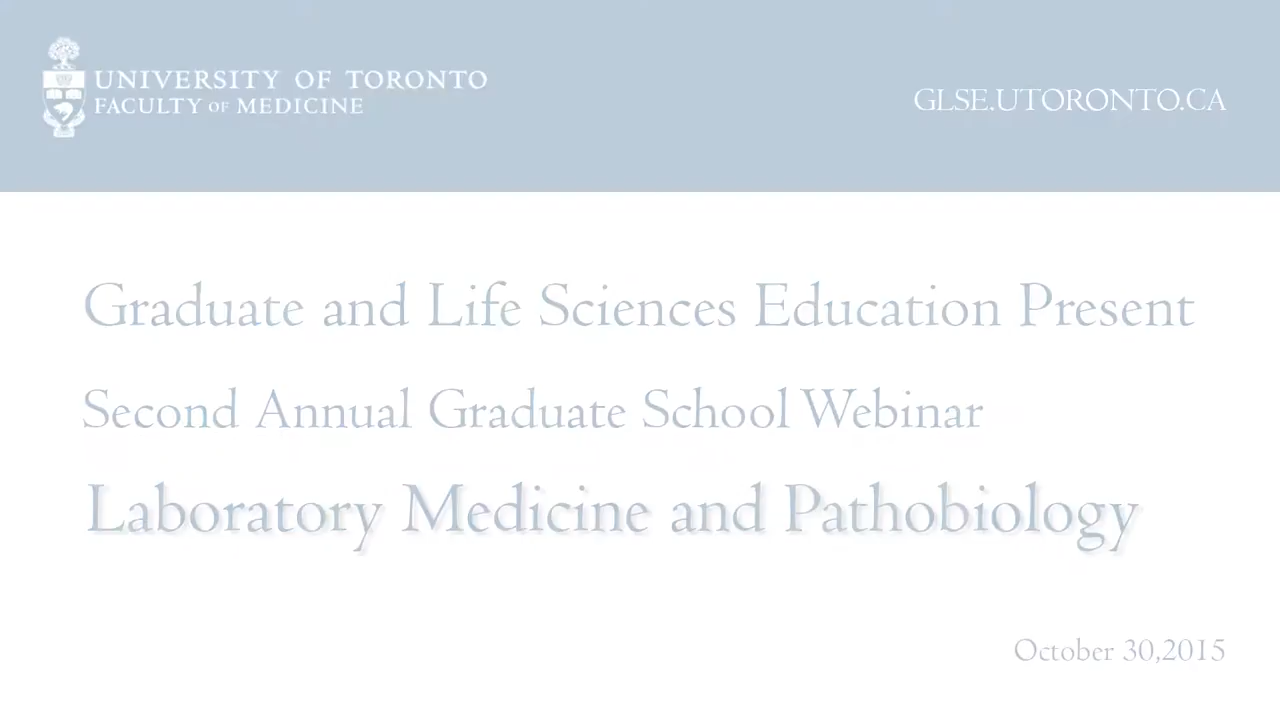 UNIVERSITY OF TORONTO
FACULTY OF MEDICINE
GLSE.UTORONTO.CA
Graduate and Life Sciences Education Present
Second Annual Graduate School Webinar
Laboratory Medicine and Pathobiology
October 30,2015